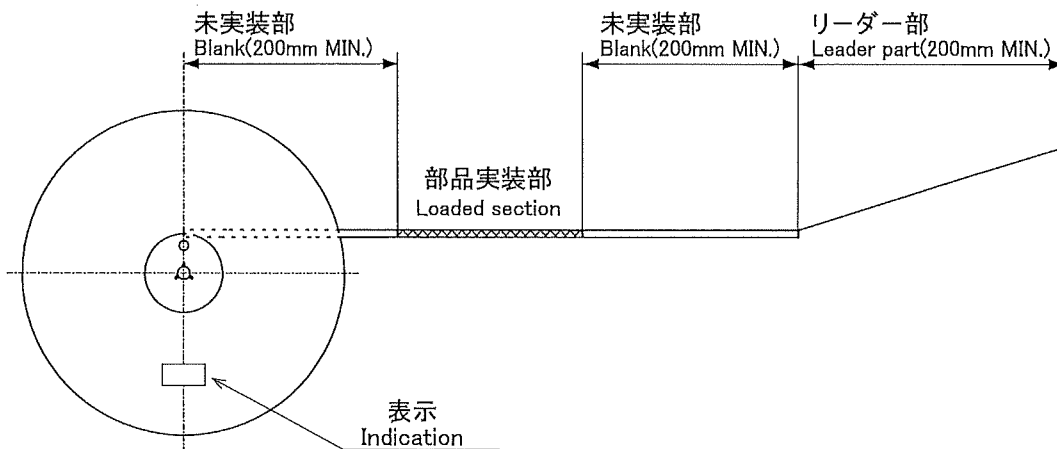 未実装部
Blank(200mm MIN.)
未実装部
Blank(200mm MIN.)
リーダー部
Leader part(200mm MIN.)
部品実装部
Loaded section
表示
Indication